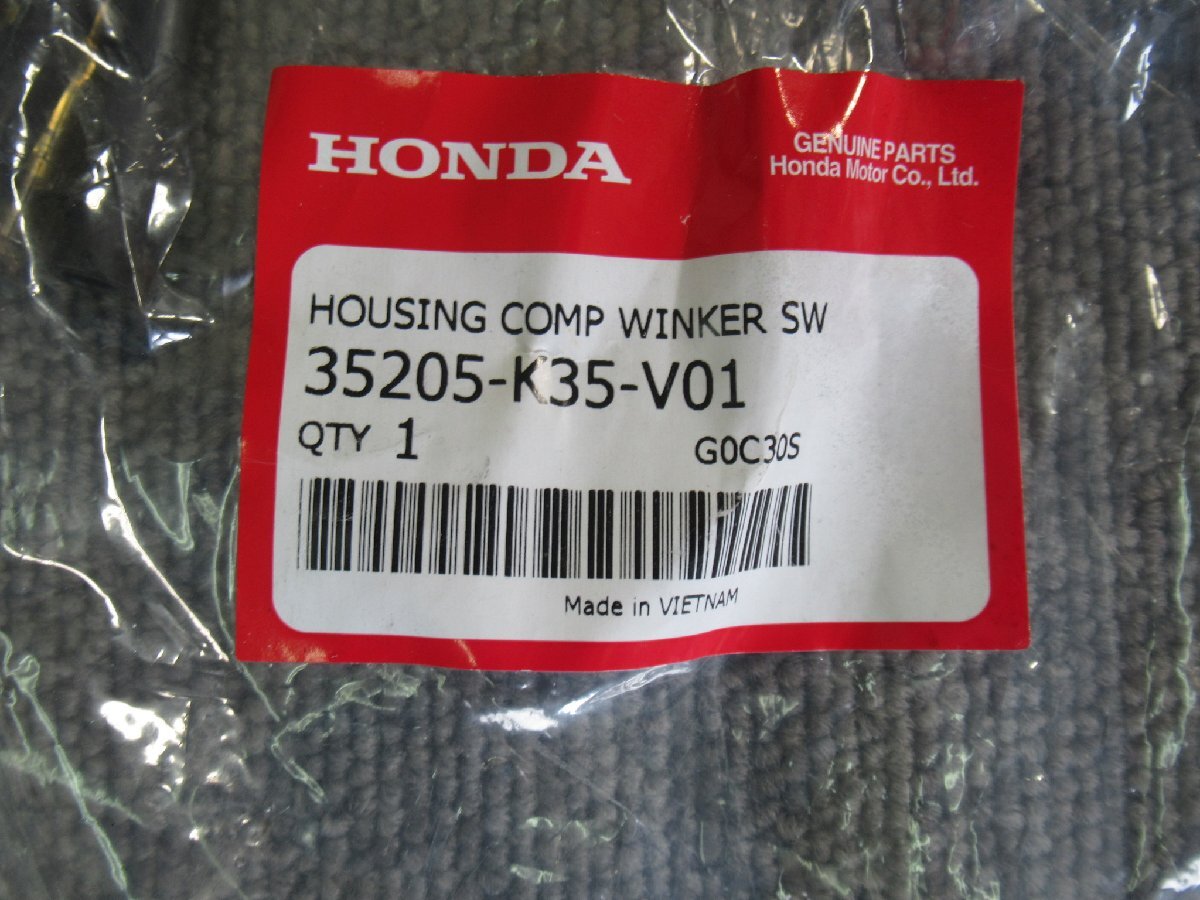 HONDA
GENUINE PARTS
Honda Motor Co., Ltd.
HOUSING COMP WINKER SW
35205-K35-V01
QTY 1 G0C30S
Made in VIETNAM